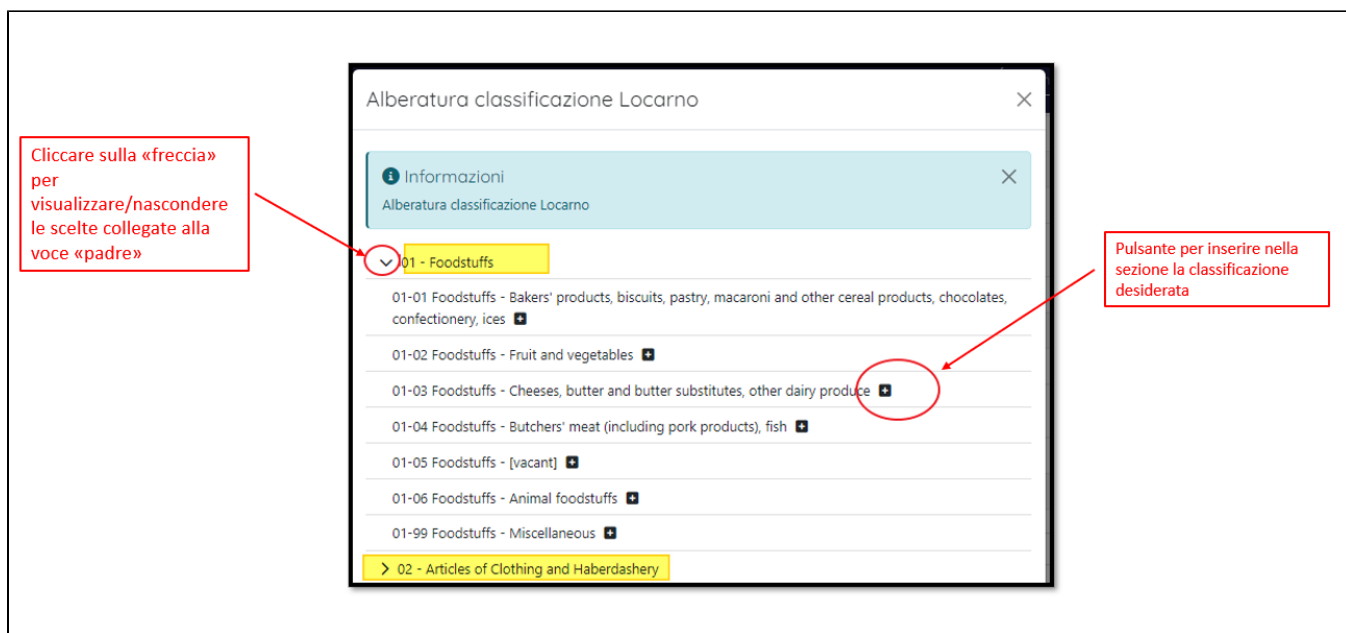 Alberatura classificazione Locarno
Cliccare sulla «freccia»
per
visualizzare/nascondere
le scelte collegate alla
voce «padre»
Informazioni
Alberatura classificazione Locarno
01 - Foodstuffs
Pulsante per inserire nella
sezione la classificazione
desiderata
01-01 Foodstuffs - Bakers' products, biscuits, pastry, macaroni and other cereal products, chocolates,
confectionery, ices
01-02 Foodstuffs - Fruit and vegetables
01-03 Foodstuffs - Cheeses, butter and butter substitutes, other dairy produce
01-04 Foodstuffs - Butchers' meat (including pork products), fish
01-05 Foodstuffs - [vacant]
01-06 Foodstuffs - Animal foodstuffs
01-99 Foodstuffs - Miscellaneous
02 - Articles of Clothing and Haberdashery